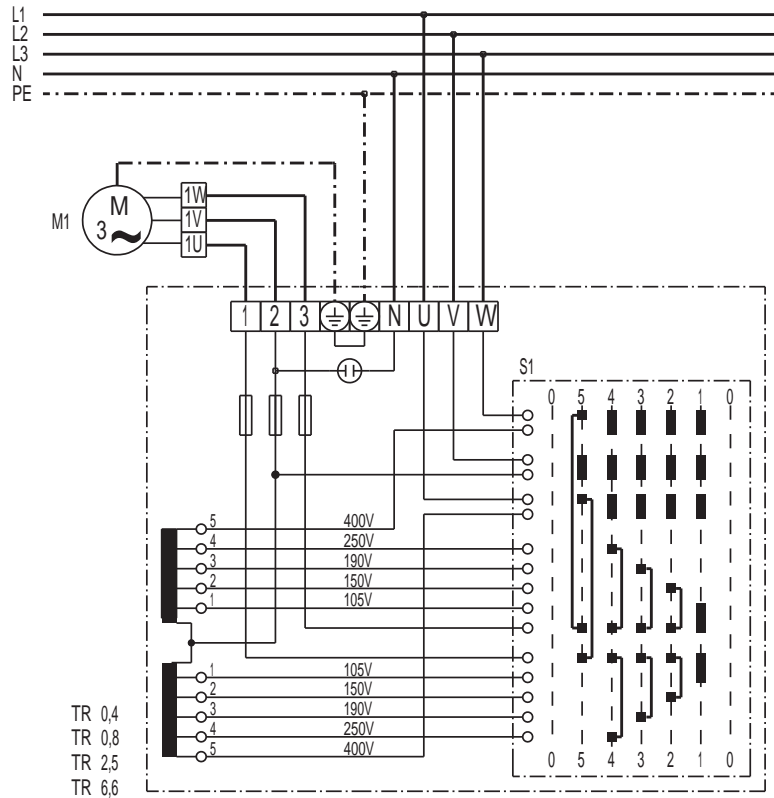 L1
L2
L3
N
PE
M1
M
3
1W
1V
1U
1 2 3 N U V W
S1
0 5 4 3 2 1 0
5 400V
4 250V
3 190V
2 150V
1 105V
1 105V
2 150V
3 190V
4 250V
5 400V
0 5 4 3 2 1 0
TR 0,4
TR 0,8
TR 2,5
TR 6,6